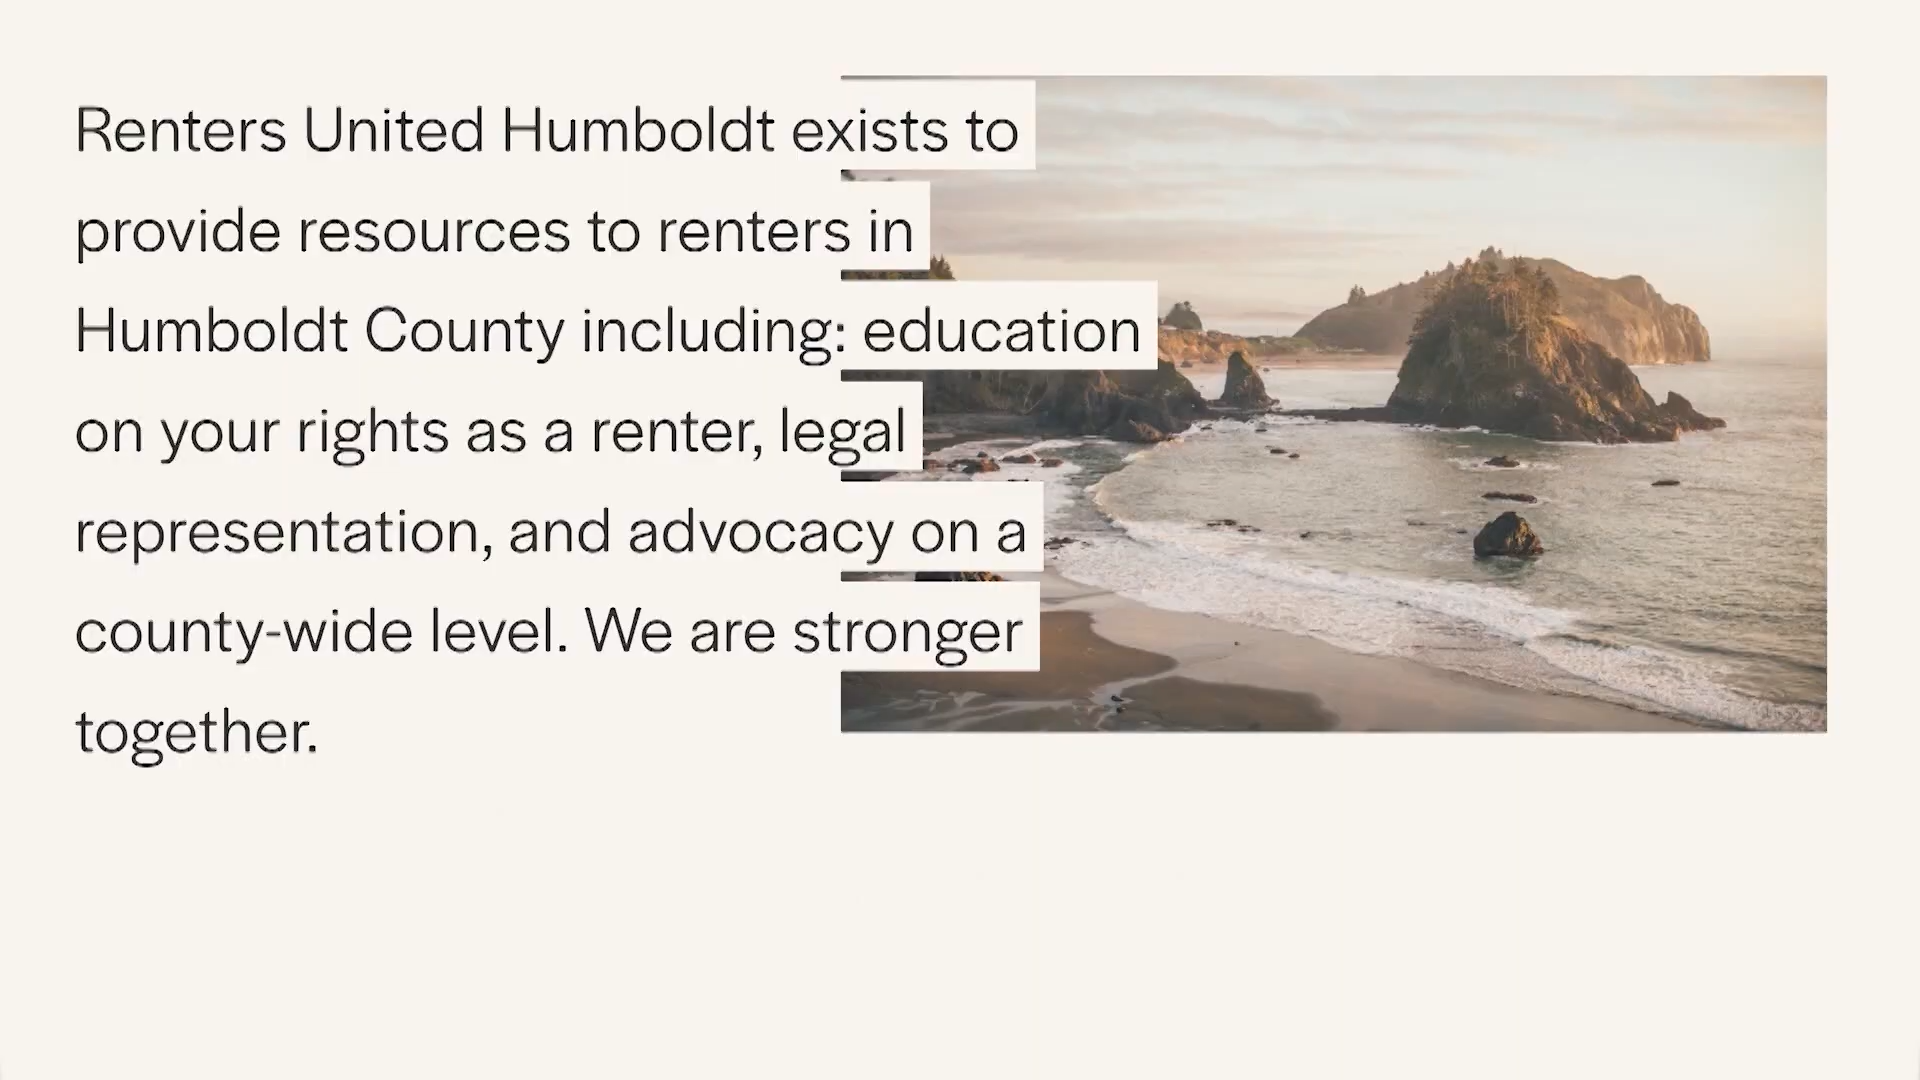 Renters United Humboldt exists to
provide resources to renters in
Humboldt County including: education
on your rights as a renter, legal
representation, and advocacy on a
county-wide level. We are stronger
together.